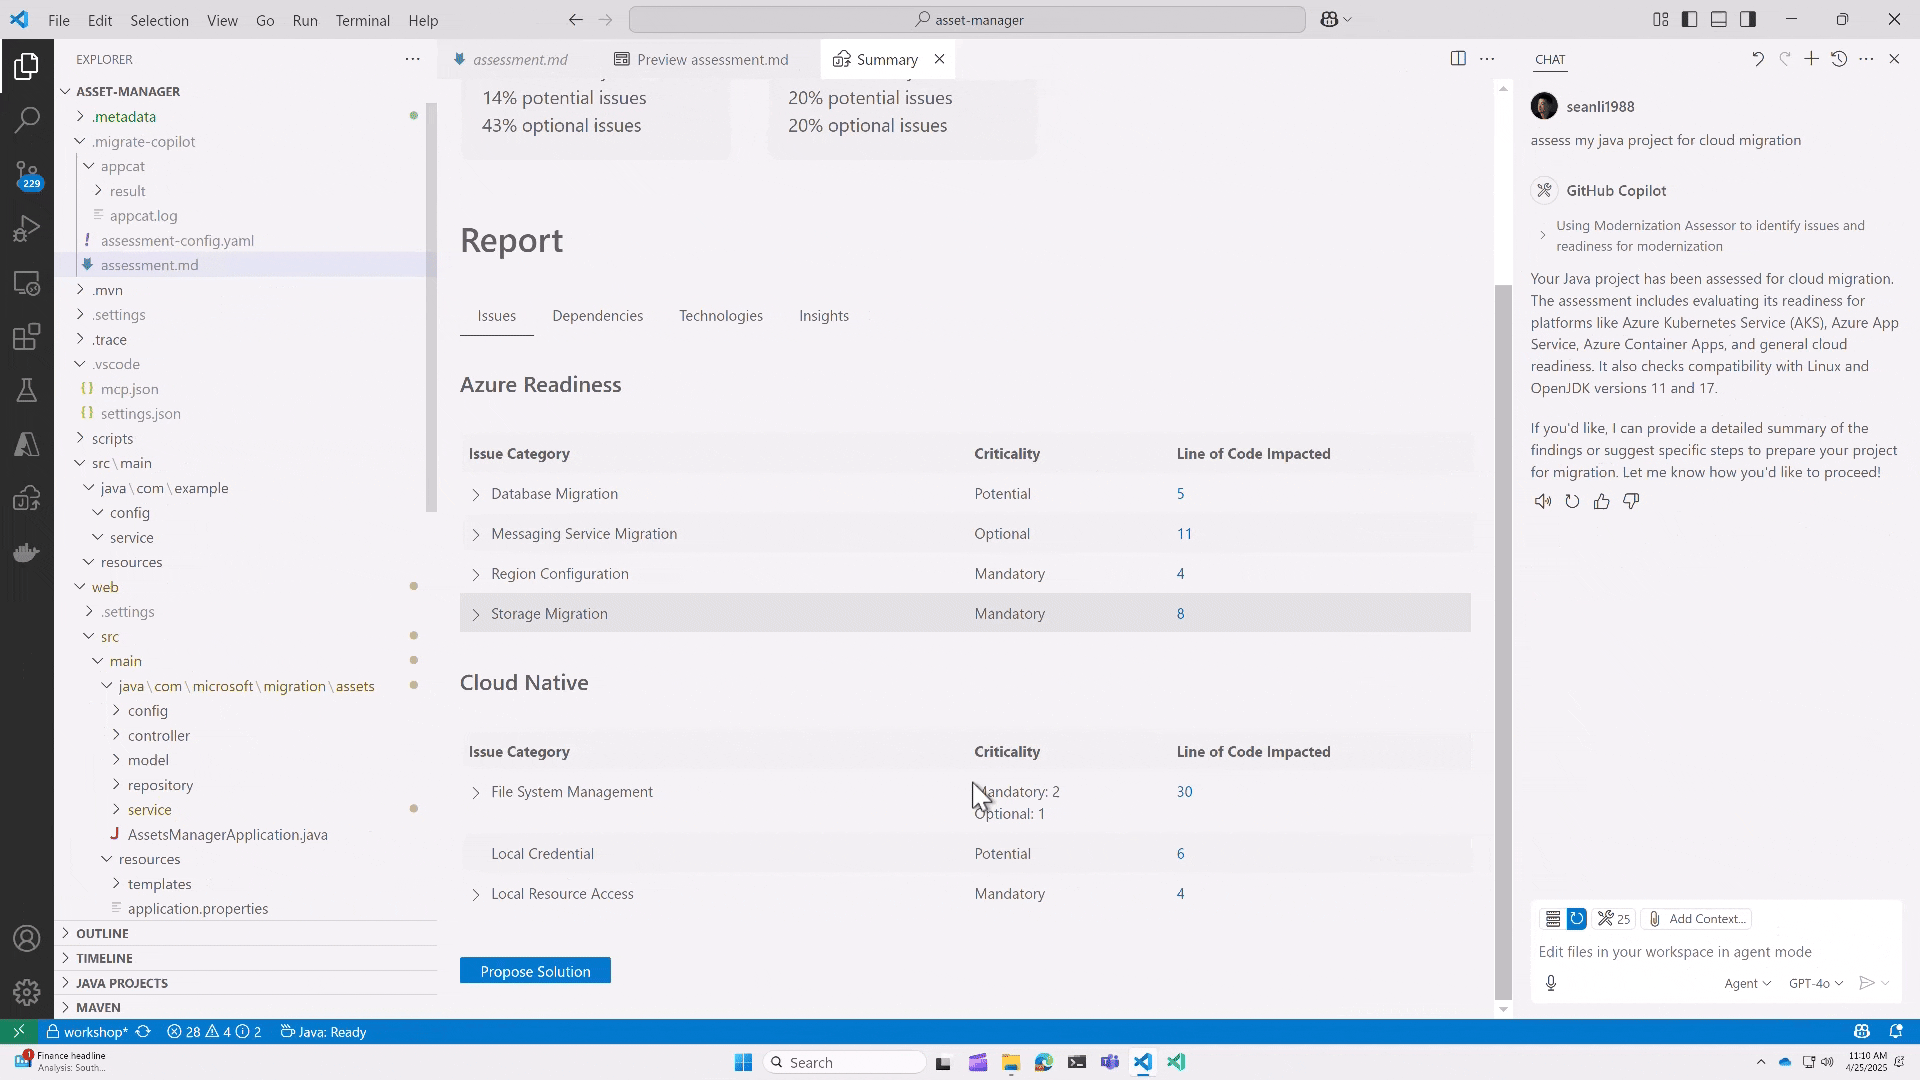 File Edit Selection View Go Run Terminal Help
asset-manager
EXPLORER
ASSET-MANAGER
.metadata
.migrate-copilot
appcat
result
appcat.log
! assessment-config.yaml
assessment.md
.mvn
.settings
.trace
.vscode
{} mcp.json
{} settings.json
scripts
src\main
java\com\example
config
service
resources
web
.settings
src
main
java\com\microsoft\migration\assets
config
controller
model
repository
service
J AssetsManagerApplication.java
resources
templates
application.properties
OUTLINE
TIMELINE
JAVA PROJECTS
MAVEN
229
assessment.md
Preview assessment.md
Summary
14% potential issues
43% optional issues
20% potential issues
20% optional issues
Report
Issues Dependencies Technologies Insights
Azure Readiness
Issue Category Criticality Line of Code Impacted
Database Migration Potential 5
Messaging Service Migration Optional 11
Region Configuration Mandatory 4
Storage Migration Mandatory 8
Cloud Native
Issue Category Criticality Line of Code Impacted
File System Management Mandatory: 2 30
Optional: 1
Local Credential Potential 6
Local Resource Access Mandatory 4
Propose Solution
CHAT
seanli1988
assess my java project for cloud migration
GitHub Copilot
Using Modernization Assessor to identify issues and
readiness for modernization
Your Java project has been assessed for cloud migration.
The assessment includes evaluating its readiness for
platforms like Azure Kubernetes Service (AKS), Azure App
Service, Azure Container Apps, and general cloud
readiness. It also checks compatibility with Linux and
OpenJDK versions 11 and 17.
If you'd like, I can provide a detailed summary of the
findings or suggest specific steps to prepare your project
for migration. Let me know how you'd like to proceed!
25 Add Context...
Edit files in your workspace in agent mode
Agent GPT-4o
workshop* 28 4 2 Java: Ready
1
Finance headline
Analysis: South...
Search
11:10 AM
4/25/2025